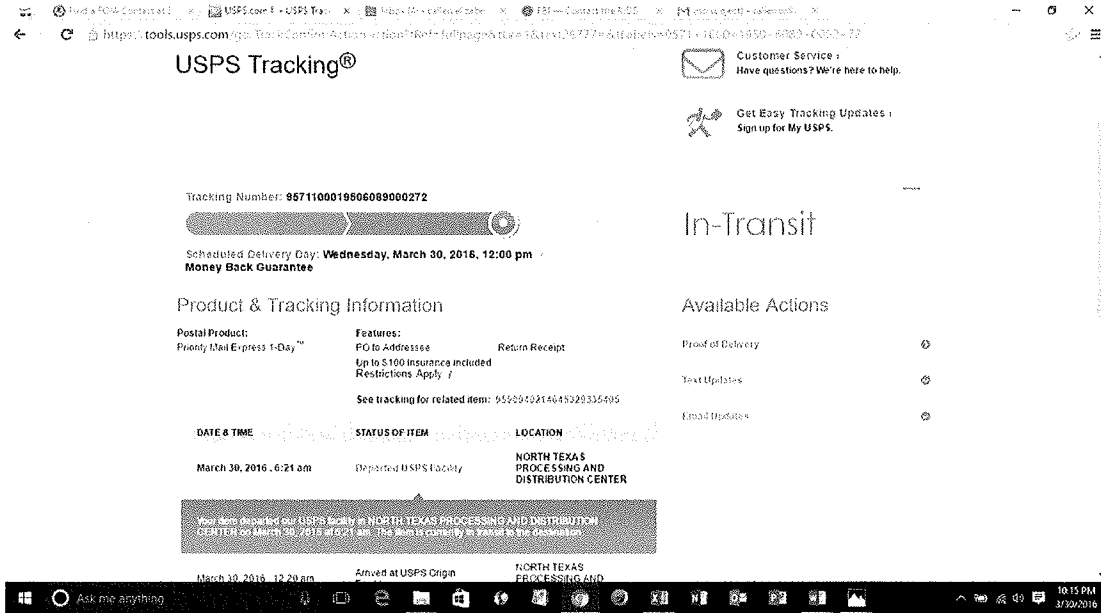 USPS.com
USPS Tracking®
Customer Service ›
Have questions? We're here to help.
Get Easy Tracking Updates ›
Sign up for My USPS.
Tracking Number: 9571100019506089000272
In-Transit
Scheduled Delivery Day: Wednesday, March 30, 2016, 12:00 pm
Money Back Guarantee
Product & Tracking Information
Available Actions
Postal Product:
Priority Mail Express 1-Day™
Features:
PO to Addressee
Return Receipt
Up to $100 insurance included
Restrictions Apply
See tracking for related item:
Proof of Delivery
Text Updates
Email Updates
DATE & TIME STATUS OF ITEM LOCATION
March 30, 2016 , 6:21 am Departed USPS Facility NORTH TEXAS
PROCESSING AND
DISTRIBUTION CENTER
Your item departed our USPS facility in NORTH TEXAS PROCESSING AND DISTRIBUTION
CENTER on March 30, 2016 at 6:21 am. The item is currently in transit to the destination.
March 30, 2016 , 12:20 am Arrived at USPS Origin NORTH TEXAS
PROCESSING AND
Ask me anything
10:15 PM
3/30/2016